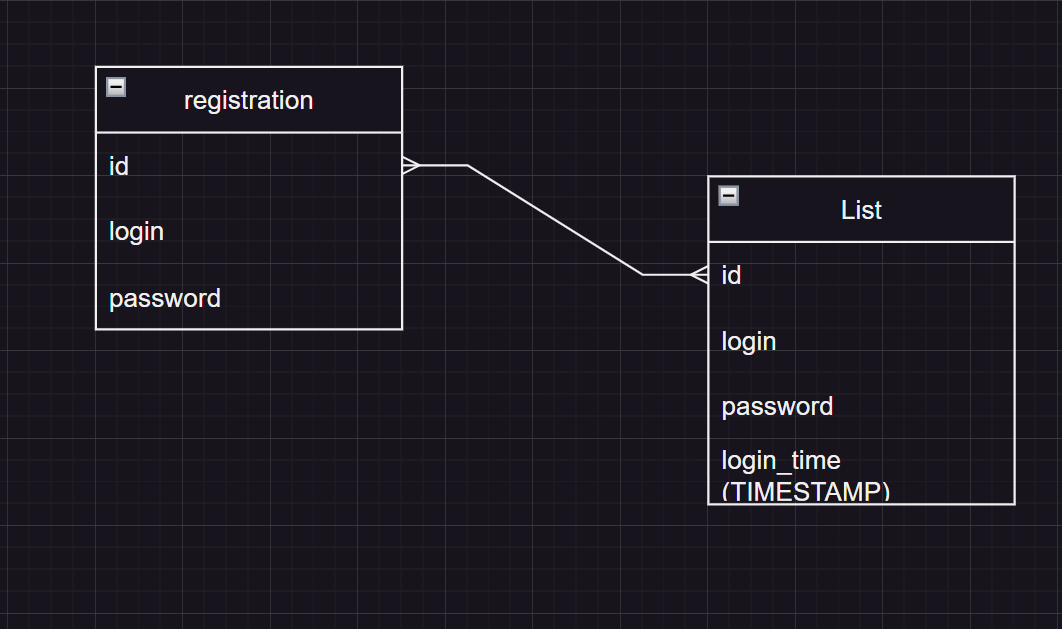 registration
id
login
password
List
id
login
password
login_time
(TIMESTAMP)